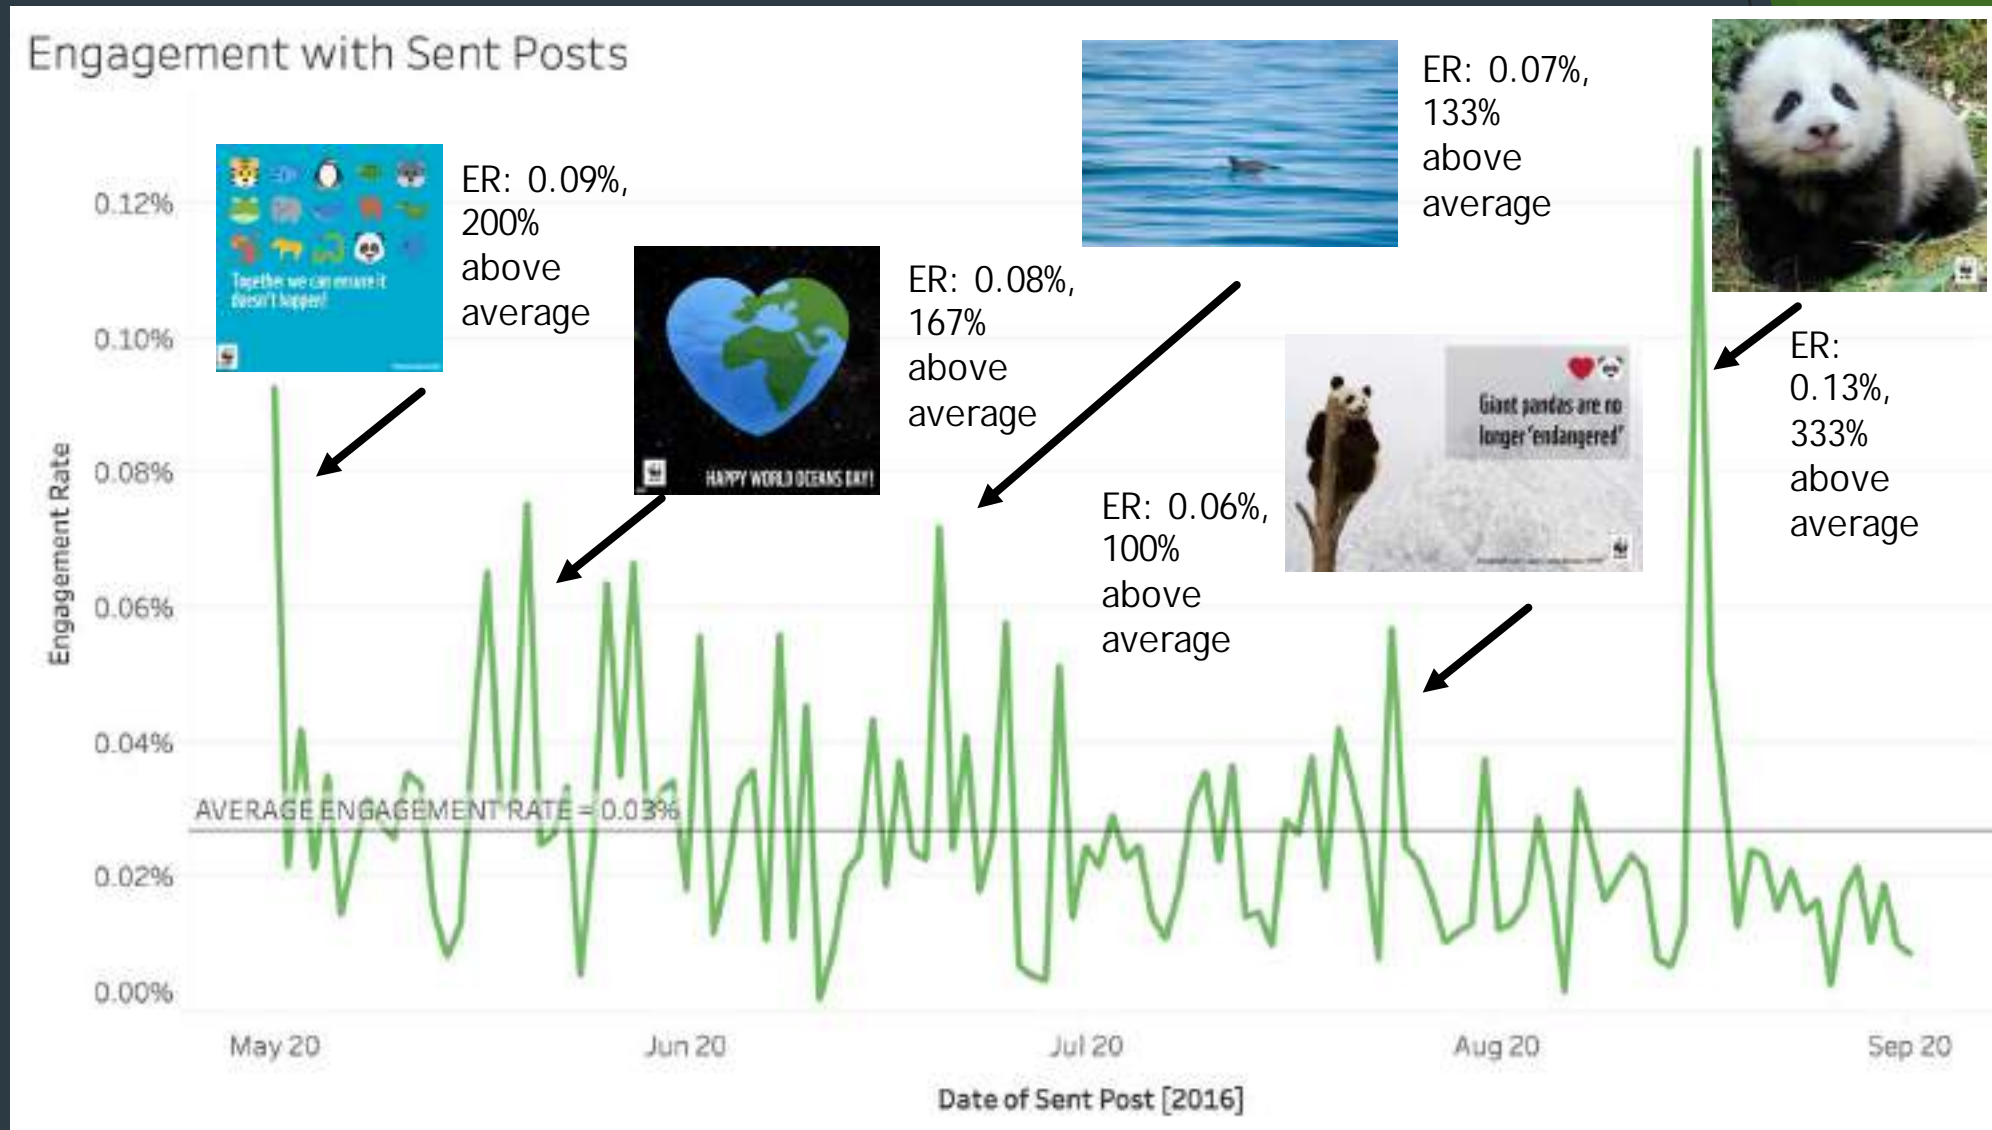 Engagement with Sent Posts
Together we can ensure it
doesn't happen!
ER: 0.09%,
200%
above
average
HAPPY WORLD OCEANS DAY!
ER: 0.08%,
167%
above
average
ER: 0.07%,
133%
above
average
Giant pandas are no
longer 'endangered'
ER: 0.06%,
100%
above
average
ER:
0.13%,
333%
above
average
Engagement Rate
0.12%
0.10%
0.08%
0.06%
0.04%
0.02%
0.00%
AVERAGE ENGAGEMENT RATE = 0.03%
May 20
Jun 20
Jul 20
Aug 20
Sep 20
Date of Sent Post [2016]